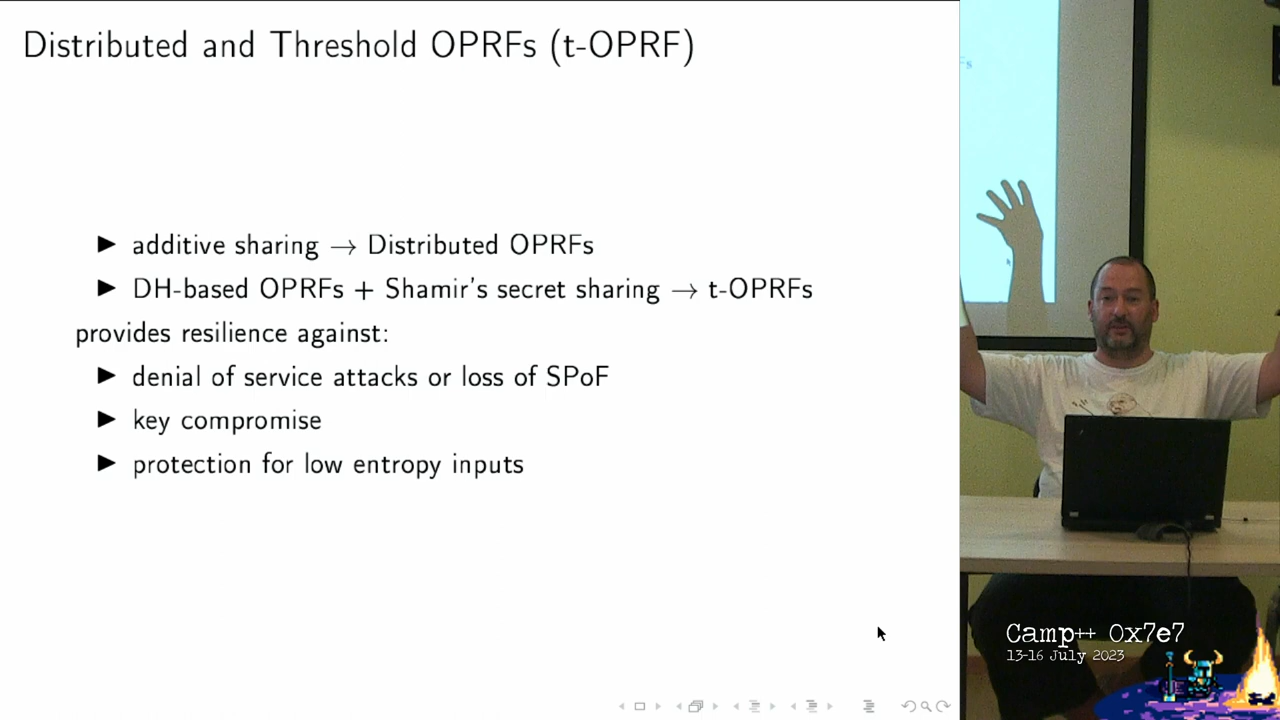 Distributed and Threshold OPRFs (t-OPRF)
▶ additive sharing → Distributed OPRFs
▶ DH-based OPRFs + Shamir's secret sharing → t-OPRFs
provides resilience against:
▶ denial of service attacks or loss of SPoF
▶ key compromise
▶ protection for low entropy inputs
Camp++ 0x7e7
13-16 July 2023